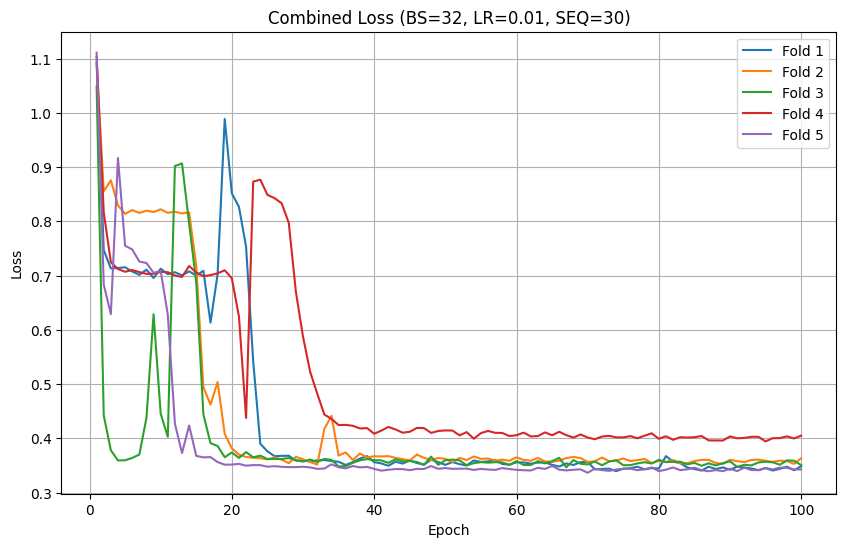 Combined Loss (BS=32, LR=0.01, SEQ=30)
Loss
1.1
1.0
0.9
0.8
0.7
0.6
0.5
0.4
0.3
Fold 1
Fold 2
Fold 3
Fold 4
Fold 5
0 20 40 60 80 100
Epoch